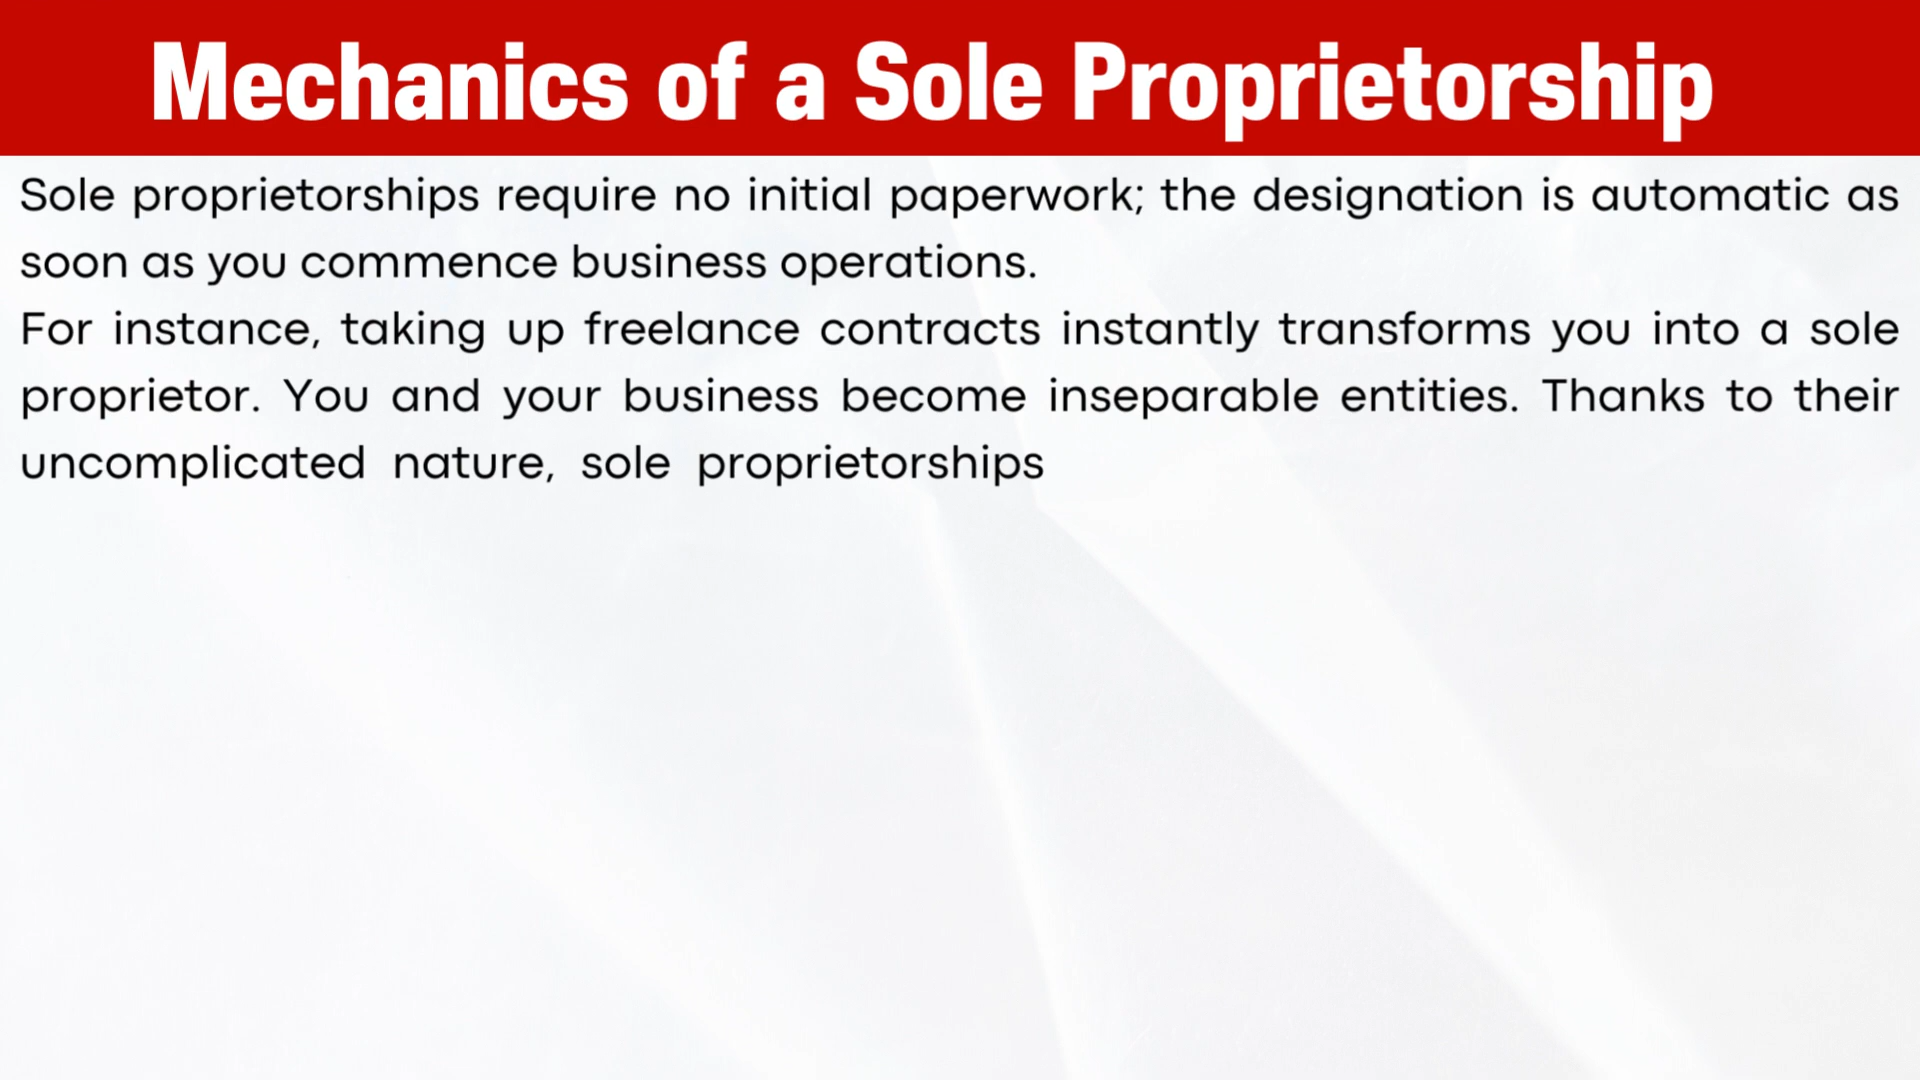 Mechanics of a Sole Proprietorship
Sole proprietorships require no initial paperwork; the designation is automatic as
soon as you commence business operations.
For instance, taking up freelance contracts instantly transforms you into a sole
proprietor. You and your business become inseparable entities. Thanks to their
uncomplicated nature, sole proprietorships